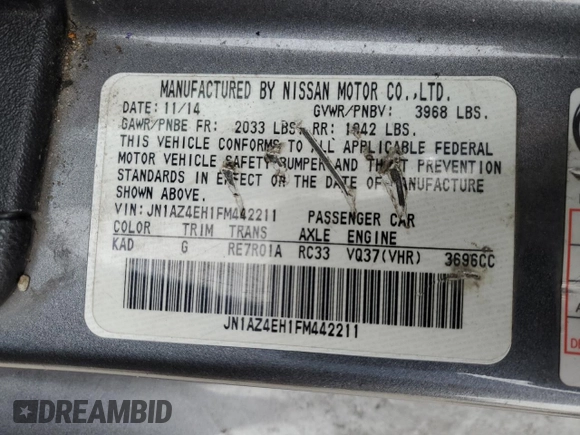 MANUFACTURED BY NISSAN MOTOR CO.,LTD.
DATE: 11/14 GVWR/PNBV: 3968 LBS.
GAWR/PNBE FR: 2033 LBS. RR: 1942 LBS.
THIS VEHICLE CONFORMS TO ALL APPLICABLE FEDERAL
MOTOR VEHICLE SAFETY BUMPER AND THEFT PREVENTION
STANDARDS IN EFFECT ON THE DATE OF MANUFACTURE
SHOWN ABOVE.
VIN: JN1AZ4EH1FM442211 PASSENGER CAR
COLOR TRIM TRANS AXLE ENGINE
KAD G RE7R01A RC33 VQ37(VHR) 3696CC
JN1AZ4EH1FM442211
DREAMBID